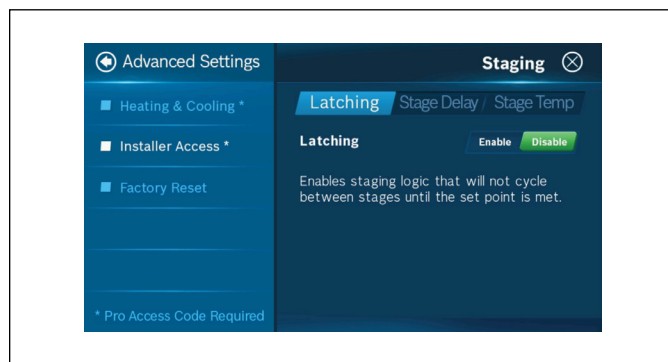 Advanced Settings
Heating & Cooling *
Installer Access *
Factory Reset
* Pro Access Code Required
Staging
Latching / Stage Delay / Stage Temp
Latching
Enable Disable
Enables staging logic that will not cycle
between stages until the set point is met.